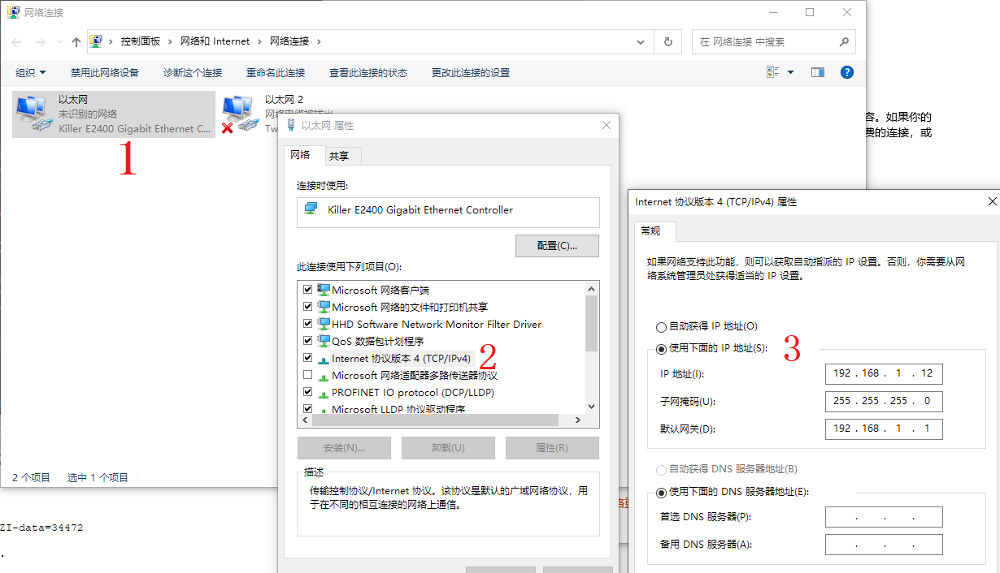 网络连接
控制面板 > 网络和 Internet > 网络连接 >
在 网络连接 中搜索
组织 禁用此网络设备 诊断这个连接 重命名此连接 查看此连接的状态 更改此连接的设置
以太网
未识别的网络
Killer E2400 Gigabit Ethernet C...
以太网 2
网络电缆被拔出
Tw
1
容。如果你的
费的连接，或
以太网 属性
网络 共享
连接时使用:
Killer E2400 Gigabit Ethernet Controller
配置(C)...
此连接使用下列项目(O):
Microsoft 网络客户端
Microsoft 网络的文件和打印机共享
HHD Software Network Monitor Filter Driver
QoS 数据包计划程序
Internet 协议版本 4 (TCP/IPv4)
2
Microsoft 网络适配器多路传送器协议
PROFINET IO protocol (DCP/LLDP)
Microsoft LLDP 协议驱动程序
安装(N)... 卸载(U) 属性(R)
描述
传输控制协议/Internet 协议。该协议是默认的广域网络协议，用
于在不同的相互连接的网络上通信。
Internet 协议版本 4 (TCP/IPv4) 属性
常规
如果网络支持此功能，则可以获取自动指派的 IP 设置。否则，你需要从网
络系统管理员处获得适当的 IP 设置。
自动获得 IP 地址(O)
使用下面的 IP 地址(S):
3
IP 地址(I): 192 . 168 . 1 . 12
子网掩码(U): 255 . 255 . 255 . 0
默认网关(D): 192 . 168 . 1 . 1
自动获得 DNS 服务器地址(B)
使用下面的 DNS 服务器地址(E):
首选 DNS 服务器(P): . . .
备用 DNS 服务器(A): . . .
2 个项目 选中 1 个项目
ZI-data=34472
.